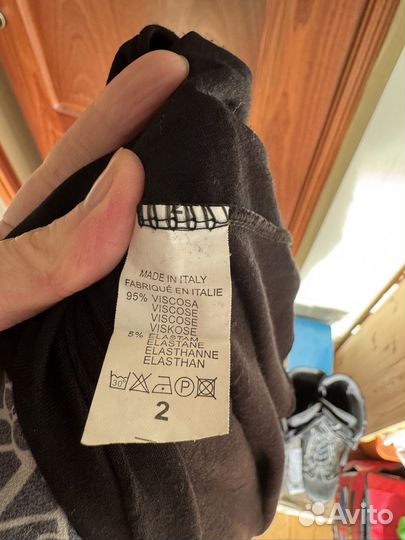 MADE IN ITALY
FABRIQUÉ EN ITALIE
95% VISCOSA
VISCOSE
VISCOSE
VISKOSE
5% ELASTAM
ELASTANE
ELASTHANNE
ELASTHAN
30° P
2
Avito